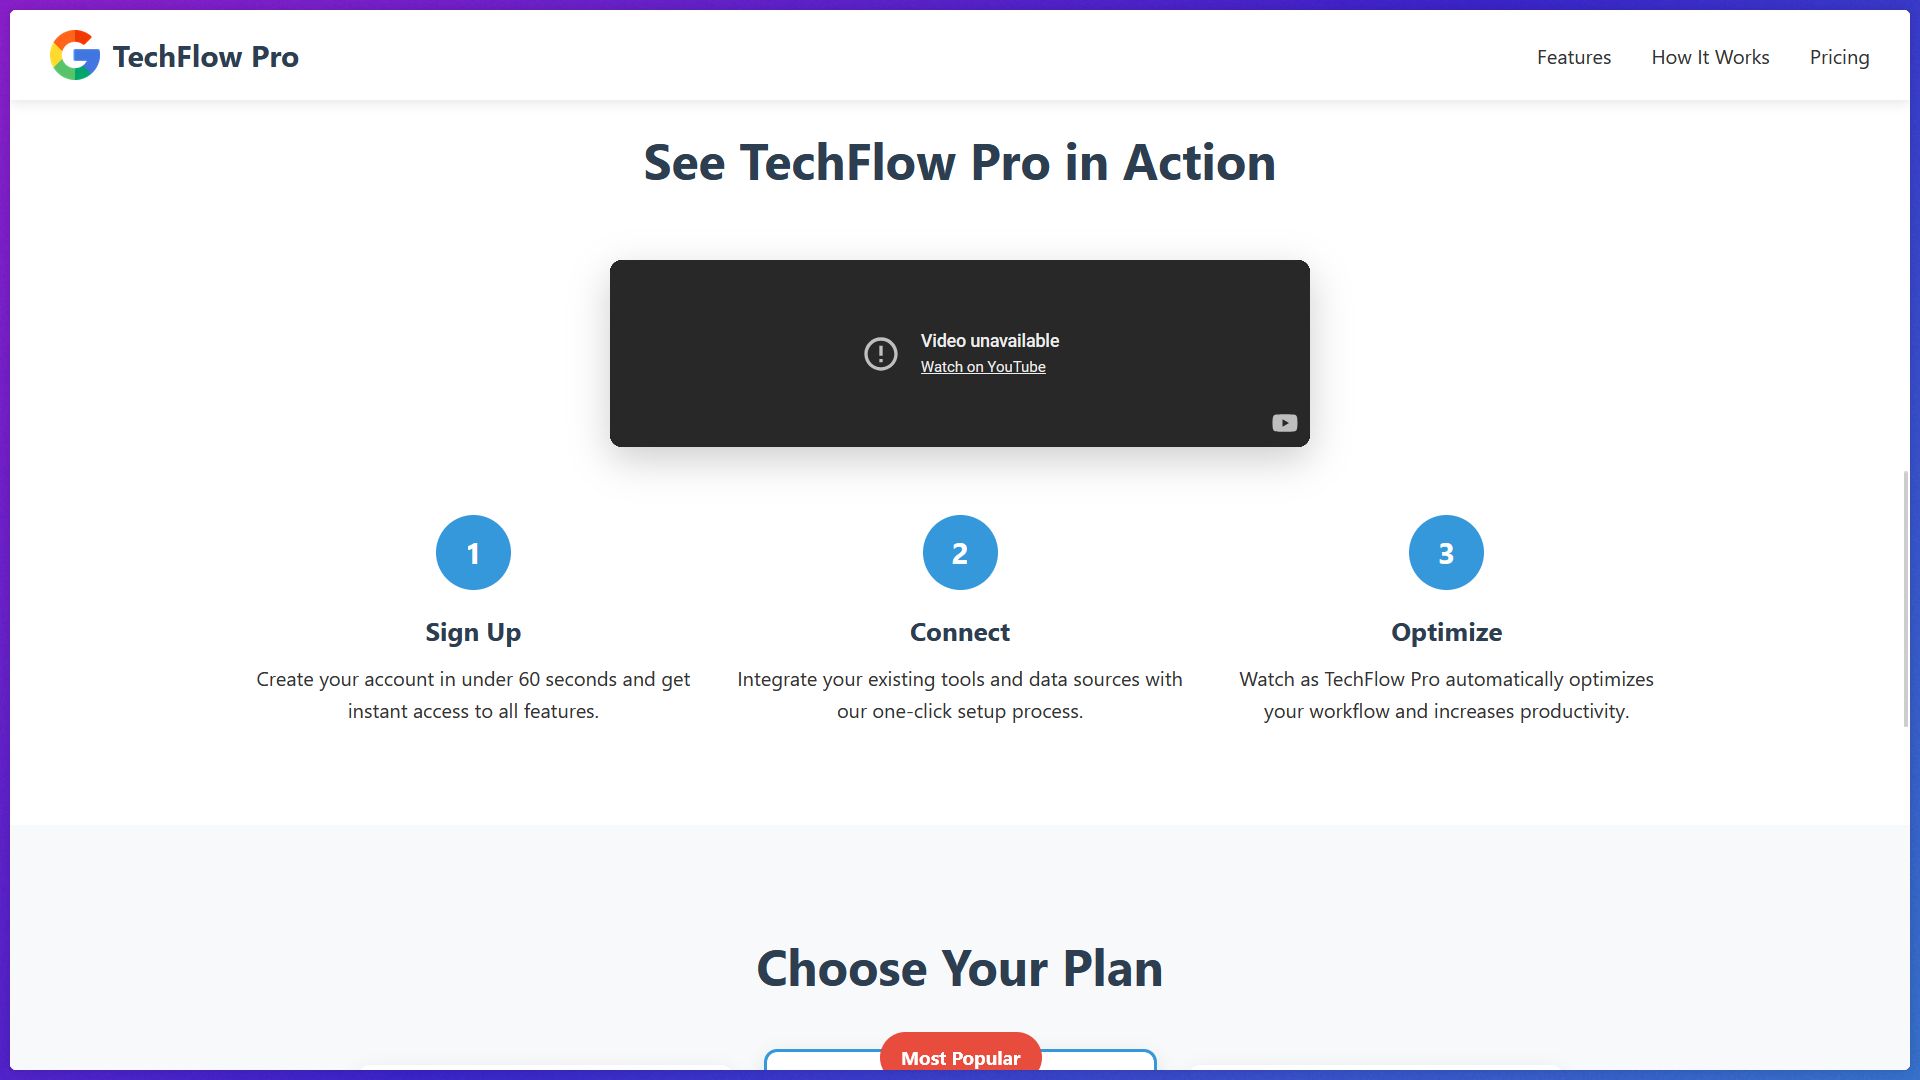 TechFlow Pro
Features
How It Works
Pricing
See TechFlow Pro in Action
Video unavailable
Watch on YouTube
1
2
3
Sign Up
Create your account in under 60 seconds and get
instant access to all features.
Connect
Integrate your existing tools and data sources with
our one-click setup process.
Optimize
Watch as TechFlow Pro automatically optimizes
your workflow and increases productivity.
Choose Your Plan
Most Popular